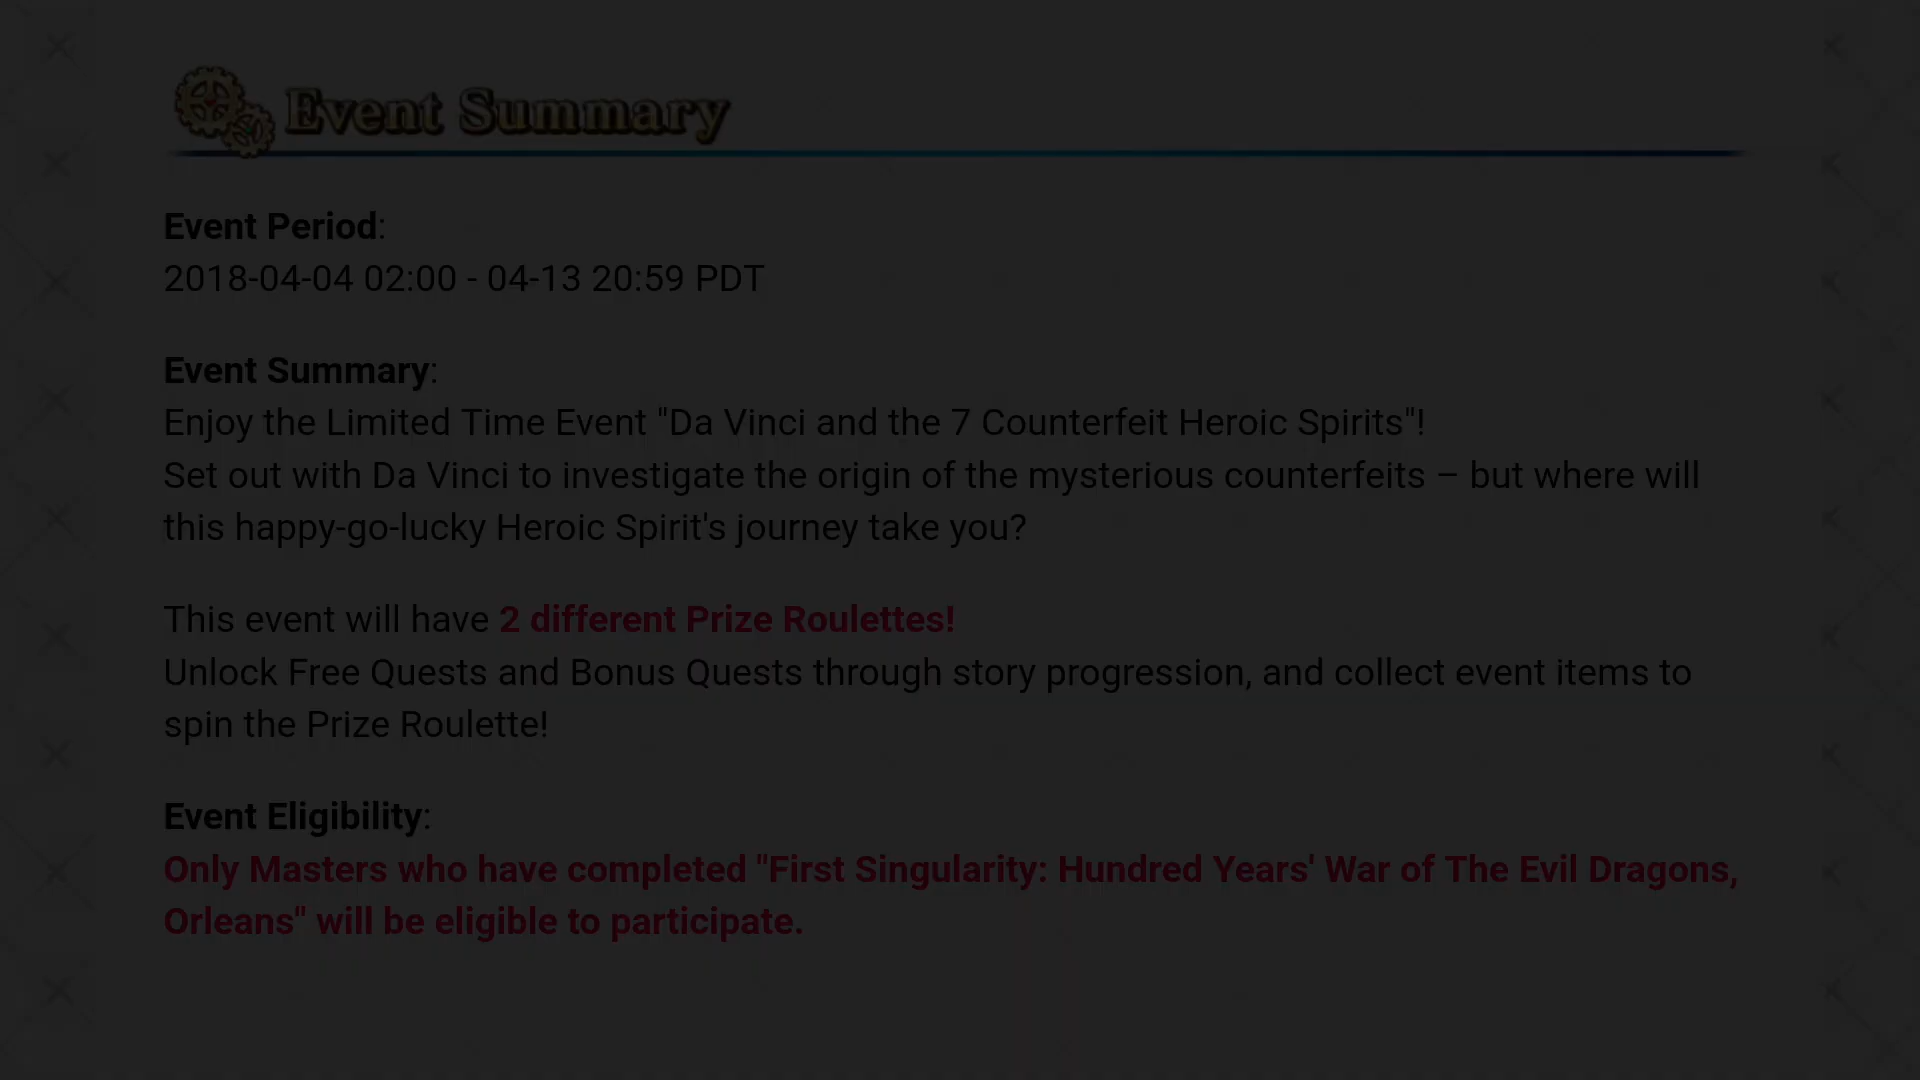 Event Summary
Event Period:
2018-04-04 02:00 - 04-13 20:59 PDT
Event Summary:
Enjoy the Limited Time Event "Da Vinci and the 7 Counterfeit Heroic Spirits"!
Set out with Da Vinci to investigate the origin of the mysterious counterfeits – but where will
this happy-go-lucky Heroic Spirit's journey take you?
This event will have 2 different Prize Roulettes!
Unlock Free Quests and Bonus Quests through story progression, and collect event items to
spin the Prize Roulette!
Event Eligibility:
Only Masters who have completed "First Singularity: Hundred Years' War of The Evil Dragons,
Orleans" will be eligible to participate.